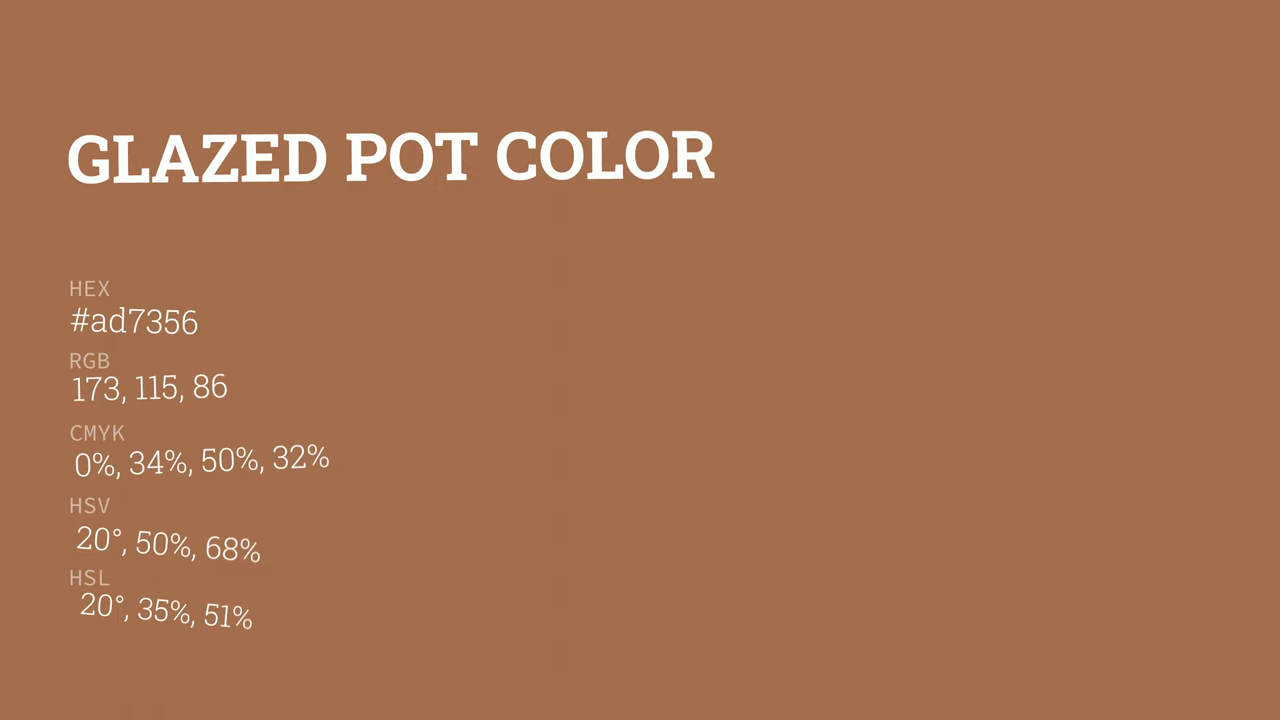 GLAZED POT COLOR
HEX
#ad7356
RGB
173, 115, 86
CMYK
0%, 34%, 50%, 32%
HSV
20°, 50%, 68%
HSL
20°, 35%, 51%